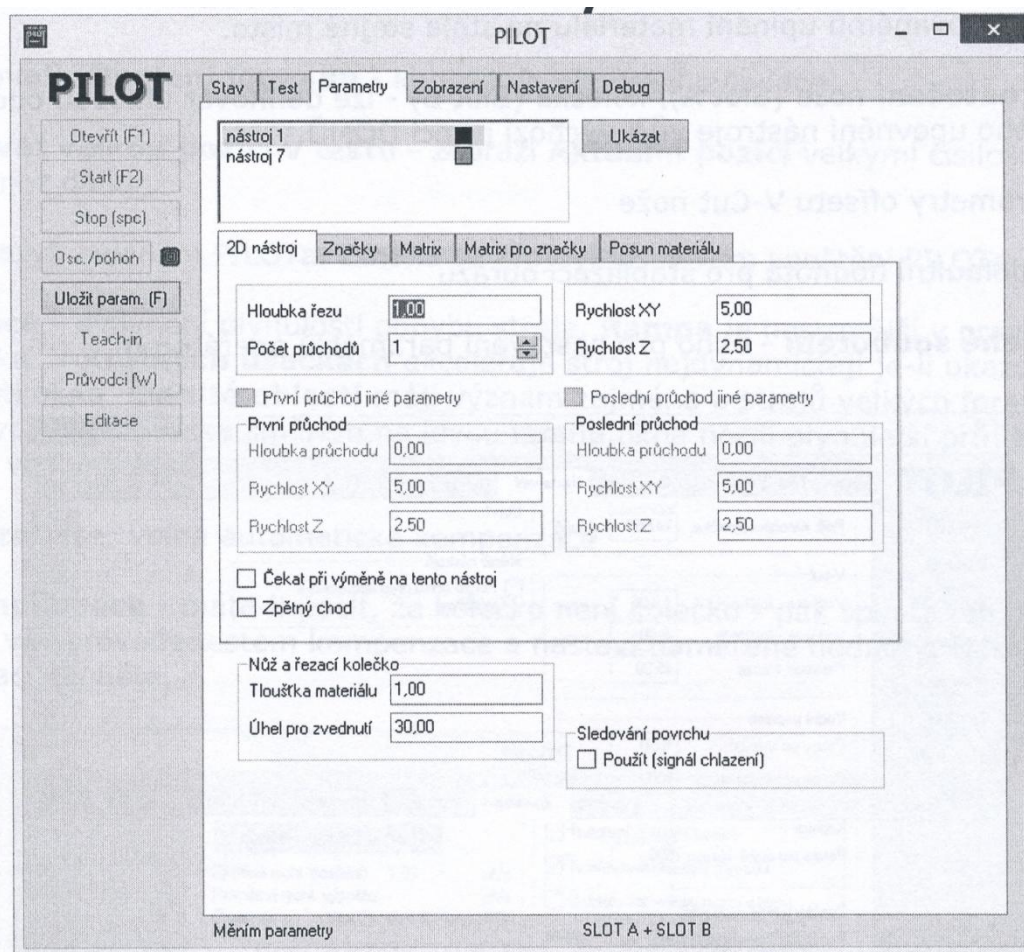 PILOT
PILOT
Stav Test Parametry Zobrazení Nastavení Debug
Otevřít (F1)
Start (F2)
Stop (spc)
Osc./pohon
Uložit param. (F)
Teach-in
Průvodci (W)
Editace
nástroj 1
nástroj 7
Ukázat
2D nástroj Značky Matrix Matrix pro značky Posun materiálu
Hloubka řezu 1,00
Počet průchodů 1
Rychlost XY 5,00
Rychlost Z 2,50
První průchod jiné parametry
Poslední průchod jiné parametry
První průchod
Hloubka průchodu 0,00
Rychlost XY 5,00
Rychlost Z 2,50
Poslední průchod
Hloubka průchodu 0,00
Rychlost XY 5,00
Rychlost Z 2,50
Čekat při výměně na tento nástroj
Zpětný chod
Nůž a řezací kolečko
Tloušťka materiálu 1,00
Úhel pro zvednutí 30,00
Sledování povrchu
Použít (signál chlazení)
Měním parametry
SLOT A + SLOT B